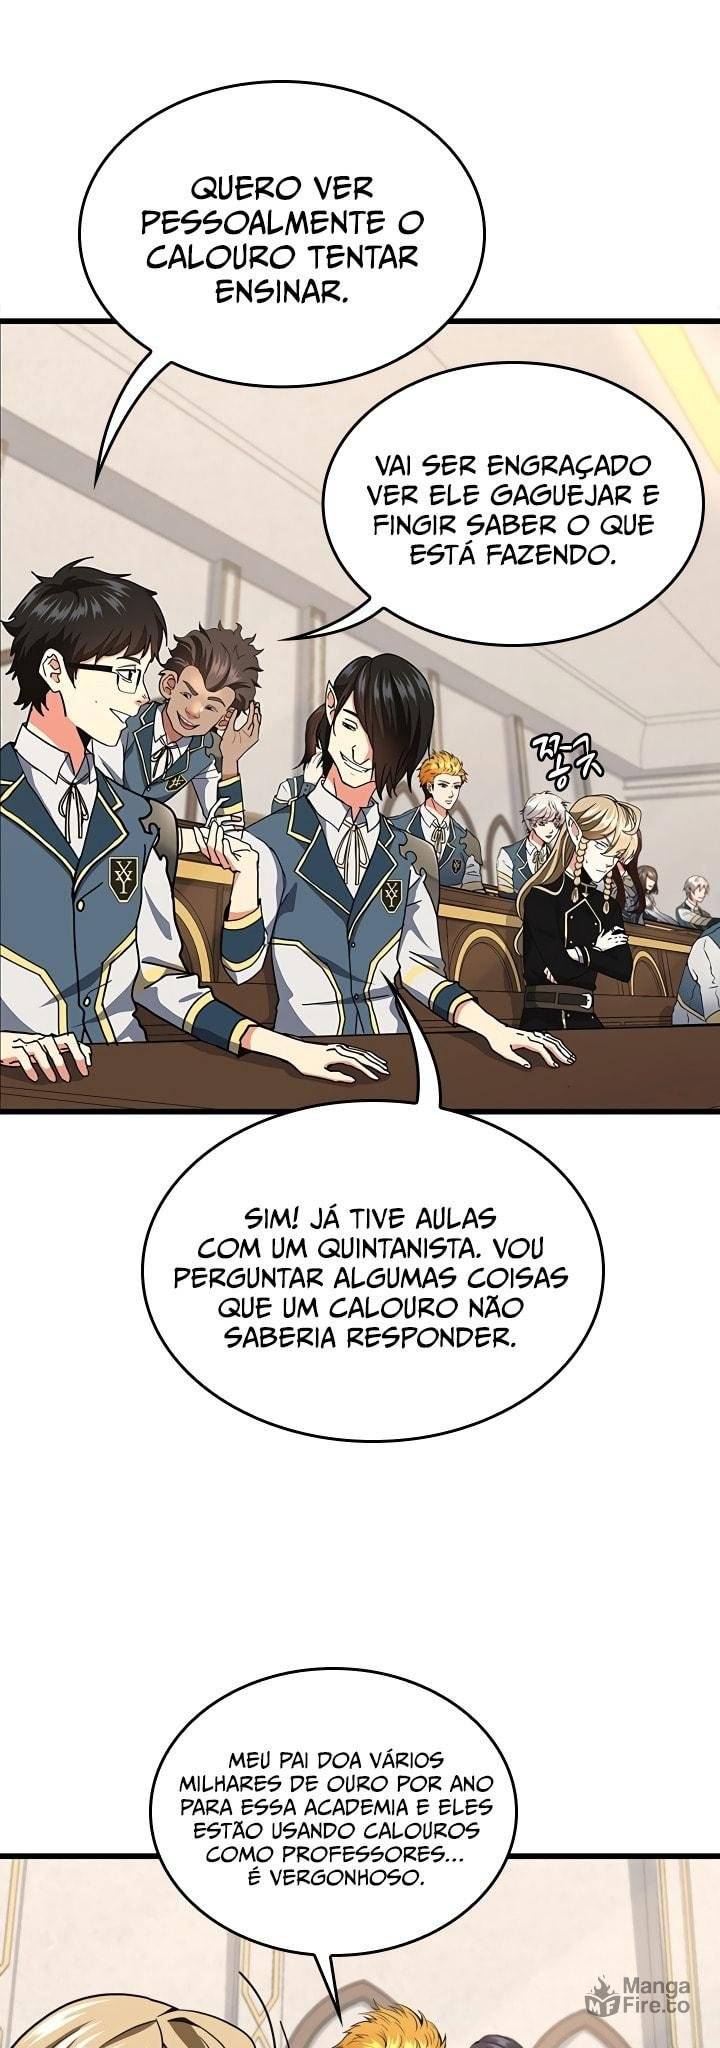 QUERO VER
PESSOALMENTE O
CALOURO TENTAR
ENSINAR.
VAI SER ENGRAÇADO
VER ELE GAGUEJAR E
FINGIR SABER O QUE
ESTÁ FAZENDO.
SIM! JÁ TIVE AULAS
COM UM QUINTANISTA. VOU
PERGUNTAR ALGUMAS COISAS
QUE UM CALOURO NÃO
SABERIA RESPONDER.
MEU PAI DOA VÁRIOS
MILHARES DE OURO POR ANO
PARA ESSA ACADEMIA E ELES
ESTÃO USANDO CALOUROS
COMO PROFESSORES...
É VERGONHOSO.
Manga
MF Fire.to